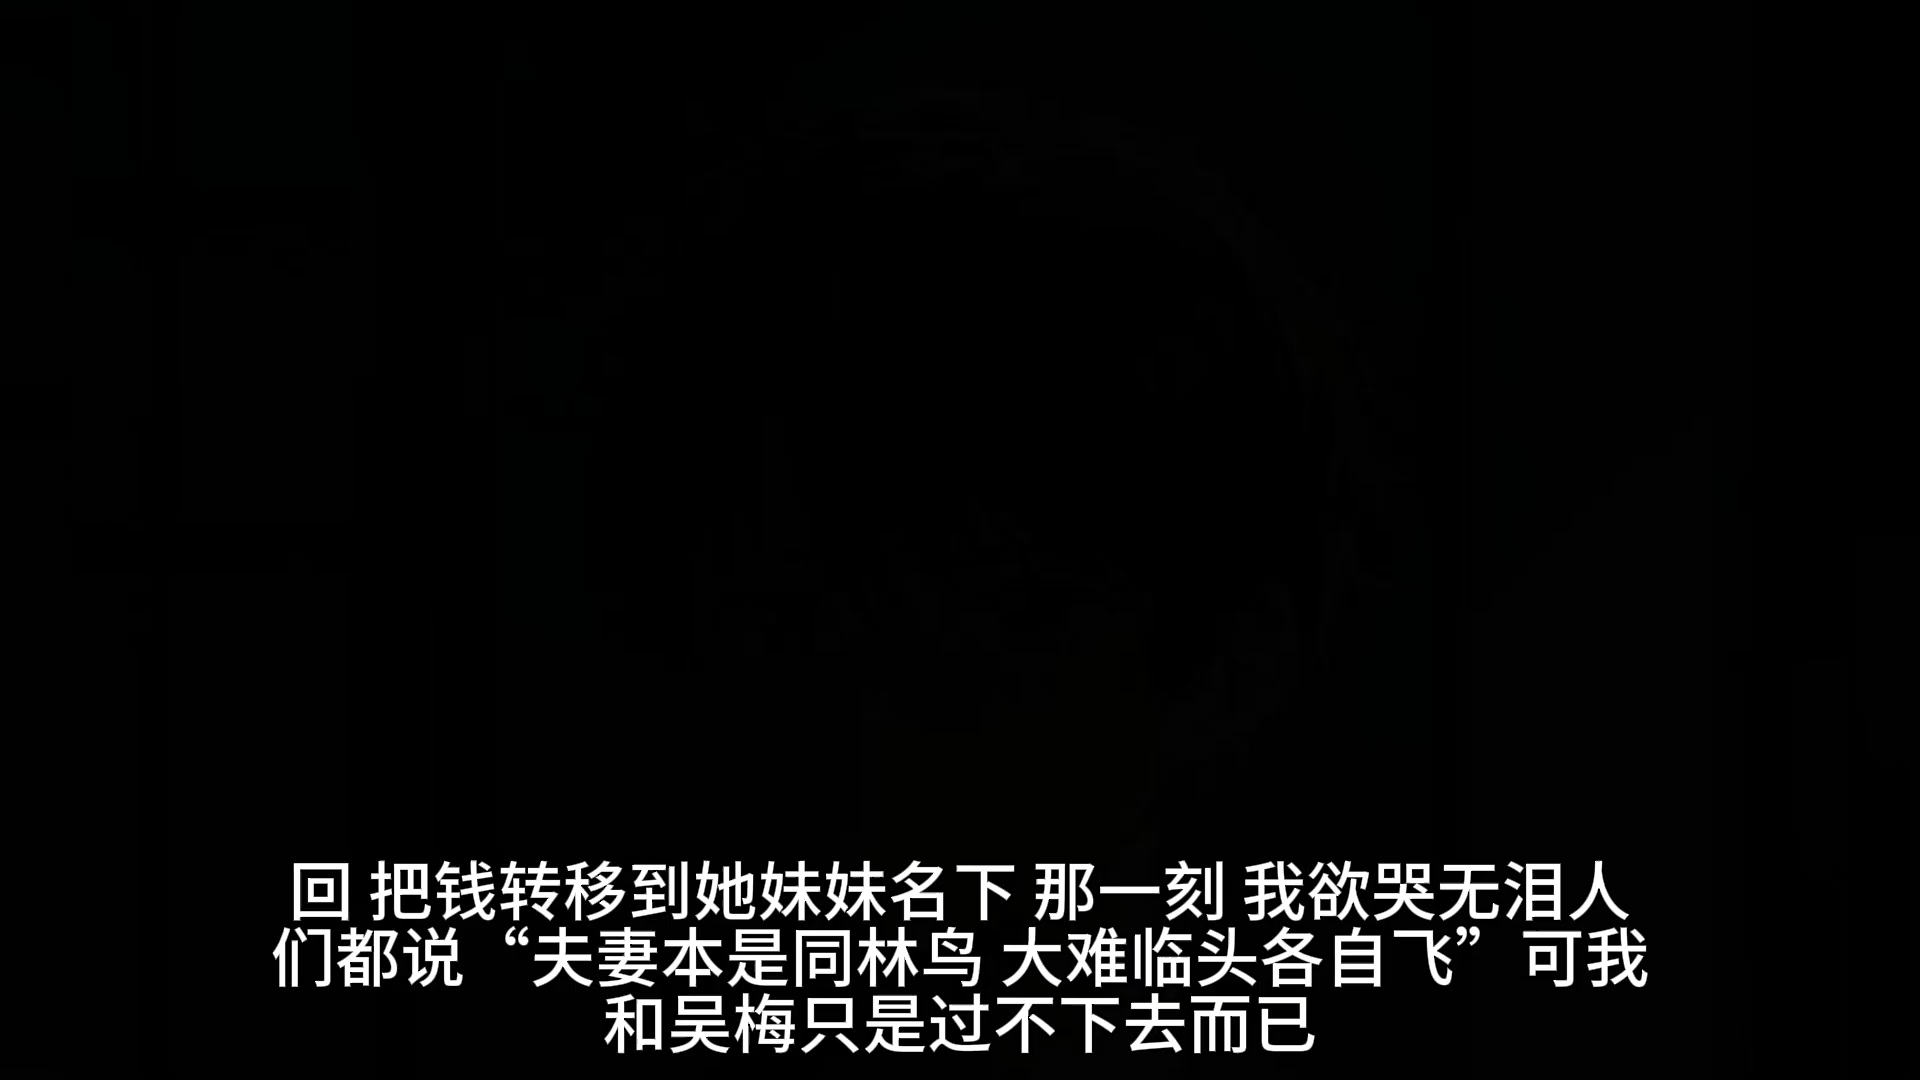 回 把钱转移到她妹妹名下 那一刻 我欲哭无泪人
们都说“夫妻本是同林鸟 大难临头各自飞”可我
和吴梅只是过不下去而已